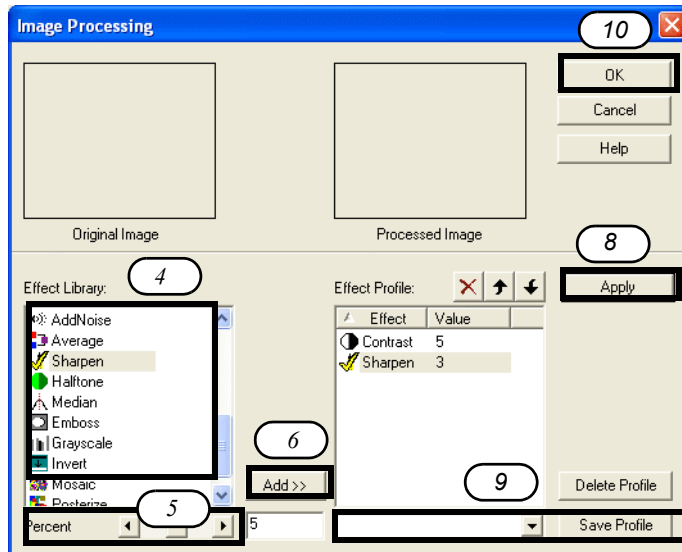 Image Processing
10
OK
Cancel
Help
Original Image
Processed Image
8
4
Effect Library:
Effect Profile:
Apply
AddNoise
Average
Sharpen
Halftone
Median
Emboss
Grayscale
Invert
Mosaic
Posterize
Effect Value
Contrast 5
Sharpen 3
6
Add >>
9
Delete Profile
5
Percent
5
Save Profile